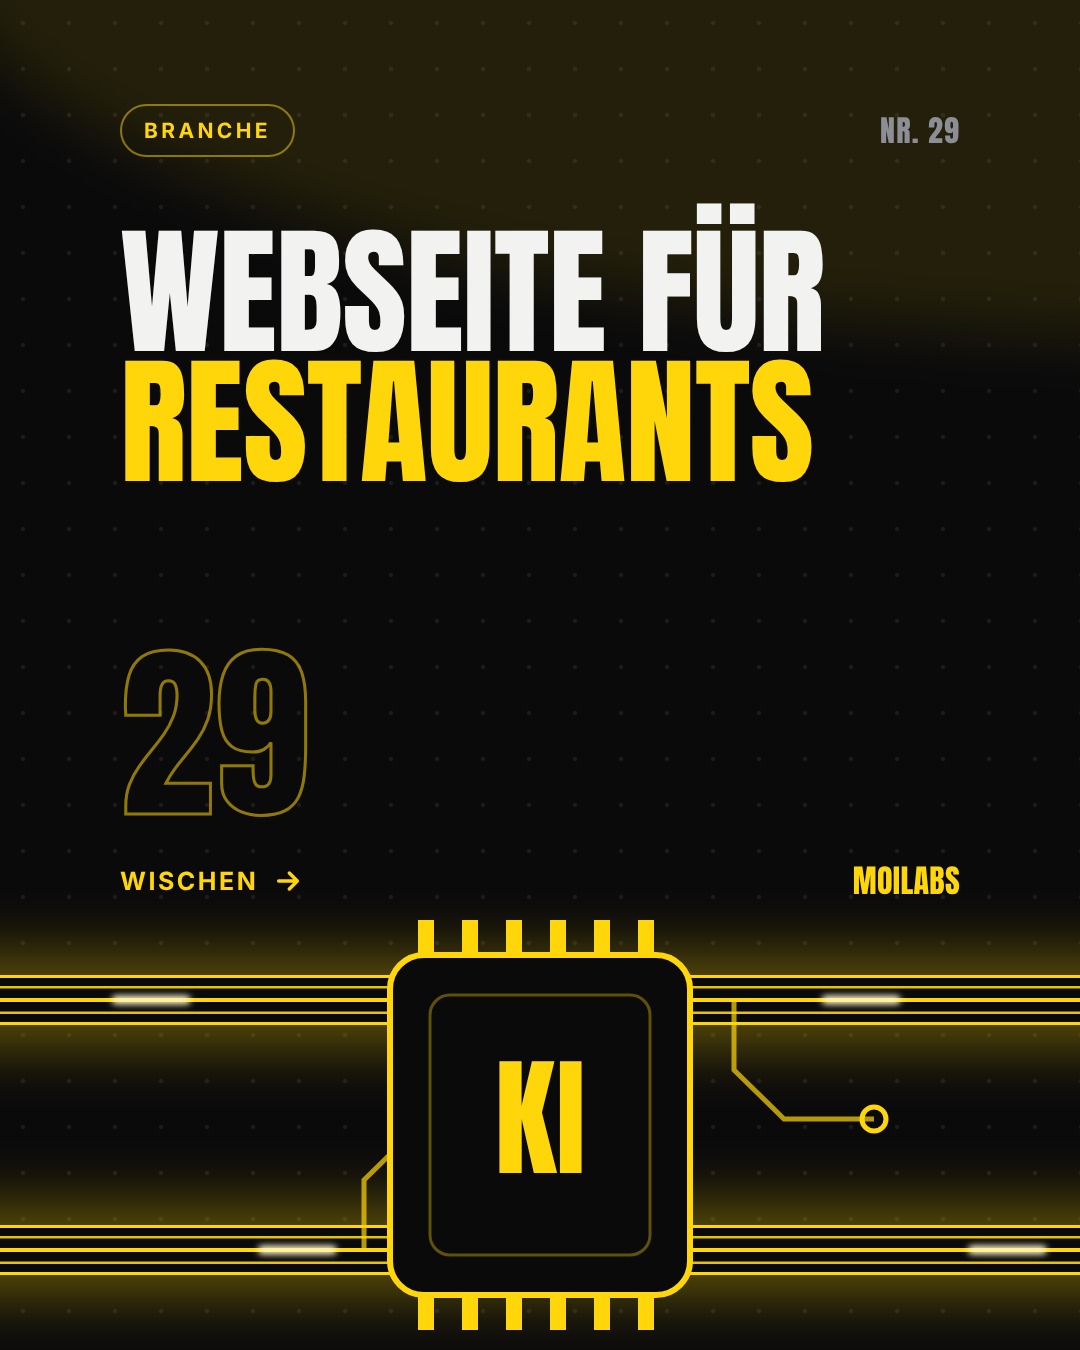 BRANCHE
NR. 29
WEBSEITE FÜR
RESTAURANTS
29
WISCHEN →
MOILABS
KI